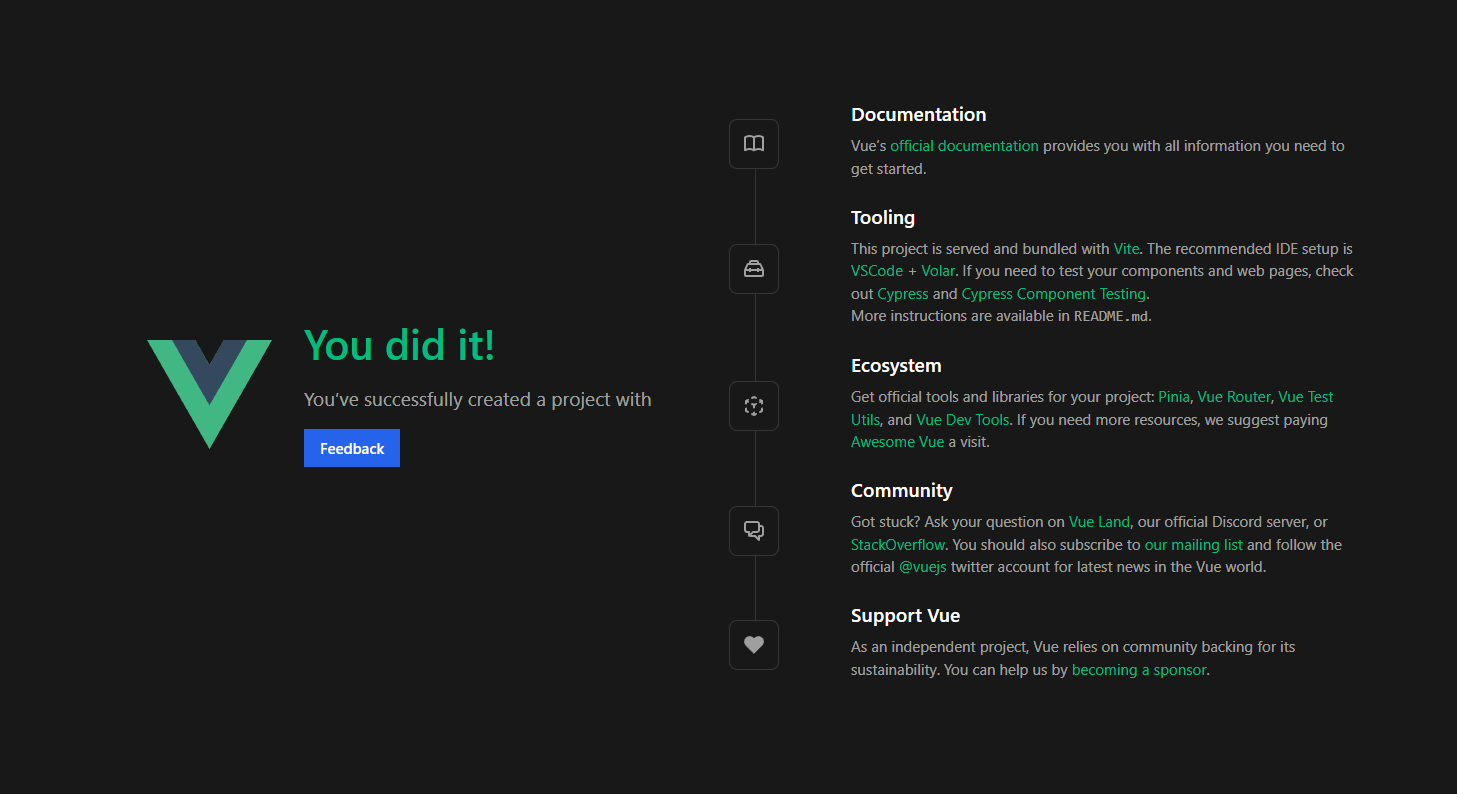 You did it!
You’ve successfully created a project with
Feedback
Documentation
Vue’s official documentation provides you with all information you need to
get started.
Tooling
This project is served and bundled with Vite. The recommended IDE setup is
VSCode + Volar. If you need to test your components and web pages, check
out Cypress and Cypress Component Testing.
More instructions are available in README.md.
Ecosystem
Get official tools and libraries for your project: Pinia, Vue Router, Vue Test
Utils, and Vue Dev Tools. If you need more resources, we suggest paying
Awesome Vue a visit.
Community
Got stuck? Ask your question on Vue Land, our official Discord server, or
StackOverflow. You should also subscribe to our mailing list and follow the
official @vuejs twitter account for latest news in the Vue world.
Support Vue
As an independent project, Vue relies on community backing for its
sustainability. You can help us by becoming a sponsor.